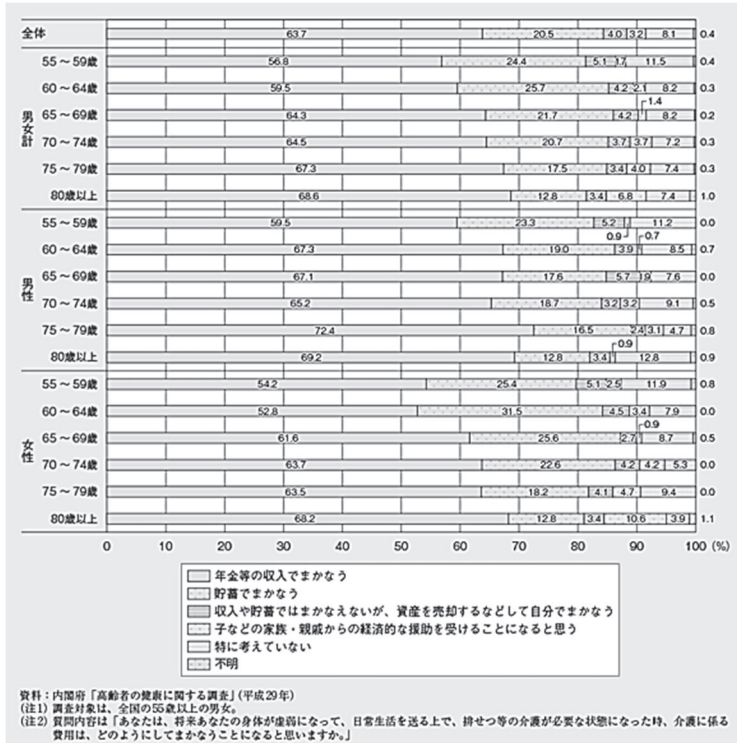 全体 63.7 20.5 4.0 3.2 8.1 0.4
男女計
55～59歳 56.8 24.4 5.1 1.7 11.5 0.4
60～64歳 59.5 25.7 4.2 2.1 8.2 0.3
1.4
65～69歳 64.3 21.7 4.2 8.2 0.2
70～74歳 64.5 20.7 3.7 3.7 7.2 0.3
75～79歳 67.3 17.5 3.4 4.0 7.4 0.3
80歳以上 68.6 12.8 3.4 6.8 7.4 1.0
男性
55～59歳 59.5 23.3 5.2 11.2 0.0
0.9 0.7
60～64歳 67.3 19.0 3.9 8.5 0.7
65～69歳 67.1 17.6 5.7 1.9 7.6 0.0
70～74歳 65.2 18.7 3.2 3.2 9.1 0.5
75～79歳 72.4 16.5 2.4 3.1 4.7 0.8
0.9
80歳以上 69.2 12.8 3.4 12.8 0.9
女性
55～59歳 54.2 25.4 5.1 2.5 11.9 0.8
60～64歳 52.8 31.5 4.5 3.4 7.9 0.0
0.9
65～69歳 61.6 25.6 2.7 8.7 0.5
70～74歳 63.7 22.6 4.2 4.2 5.3 0.0
75～79歳 63.5 18.2 4.1 4.7 9.4 0.0
80歳以上 68.2 12.8 3.4 10.6 3.9 1.1
0 10 20 30 40 50 60 70 80 90 100 (%)
年金等の収入でまかなう
貯蓄でまかなう
収入や貯蓄ではまかなえないが、資産を売却するなどして自分でまかなう
子などの家族・親戚からの経済的な援助を受けることになると思う
特に考えていない
不明
資料：内閣府「高齢者の健康に関する調査」(平成29年)
(注1) 調査対象は、全国の55歳以上の男女。
(注2) 質問内容は「あなたは、将来あなたの身体が虚弱になって、日常生活を送る上で、排せつ等の介護が必要な状態になった時、介護に係る
費用は、どのようにしてまかなうことになると思いますか。」